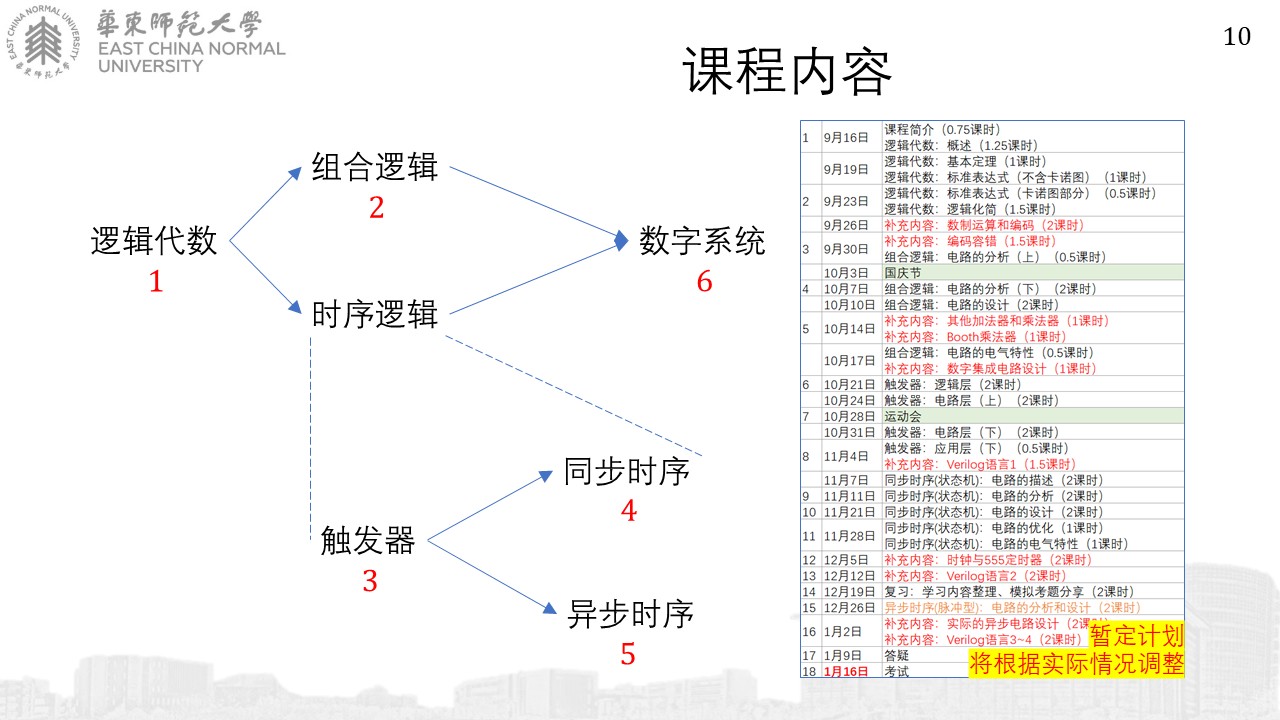 華東師範大學
EAST CHINA NORMAL
UNIVERSITY
EAST CHINA NORMAL UNIVERSITY
華東师范大学
10
课程内容
组合逻辑
2
逻辑代数
1
数字系统
6
时序逻辑
同步时序
4
触发器
3
异步时序
5
1 9月16日 课程简介（0.75课时）
逻辑代数：概述（1.25课时）
9月19日 逻辑代数：基本定理（1课时）
逻辑代数：标准表达式（不含卡诺图）（1课时）
2 9月23日 逻辑代数：标准表达式（卡诺图部分）（0.5课时）
逻辑代数：逻辑化简（1.5课时）
9月26日 补充内容：数制运算和编码（2课时）
3 9月30日 补充内容：编码容错（1.5课时）
组合逻辑：电路的分析（上）（0.5课时）
10月3日 国庆节
4 10月7日 组合逻辑：电路的分析（下）（2课时）
10月10日 组合逻辑：电路的设计（2课时）
5 10月14日 补充内容：其他加法器和乘法器（1课时）
补充内容：Booth乘法器（1课时）
10月17日 组合逻辑：电路的电气特性（0.5课时）
补充内容：数字集成电路设计（1课时）
6 10月21日 触发器：逻辑层（2课时）
10月24日 触发器：电路层（上）（2课时）
7 10月28日 运动会
10月31日 触发器：电路层（下）（2课时）
8 11月4日 触发器：应用层（下）（0.5课时）
补充内容：Verilog语言1（1.5课时）
11月7日 同步时序(状态机)：电路的描述（2课时）
9 11月11日 同步时序(状态机)：电路的分析（2课时）
10 11月21日 同步时序(状态机)：电路的设计（2课时）
11 11月28日 同步时序(状态机)：电路的优化（1课时）
同步时序(状态机)：电路的电气特性（1课时）
12 12月5日 补充内容：时钟与555定时器（2课时）
13 12月12日 补充内容：Verilog语言2（2课时）
14 12月19日 复习：学习内容整理、模拟考题分享（2课时）
15 12月26日 异步时序(脉冲型)：电路的分析和设计（2课时）
16 1月2日 补充内容：实际的异步电路设计（2课
补充内容：Verilog语言3~4（2课时）
17 1月9日 答疑
18 1月16日 考试
暂定计划
将根据实际情况调整